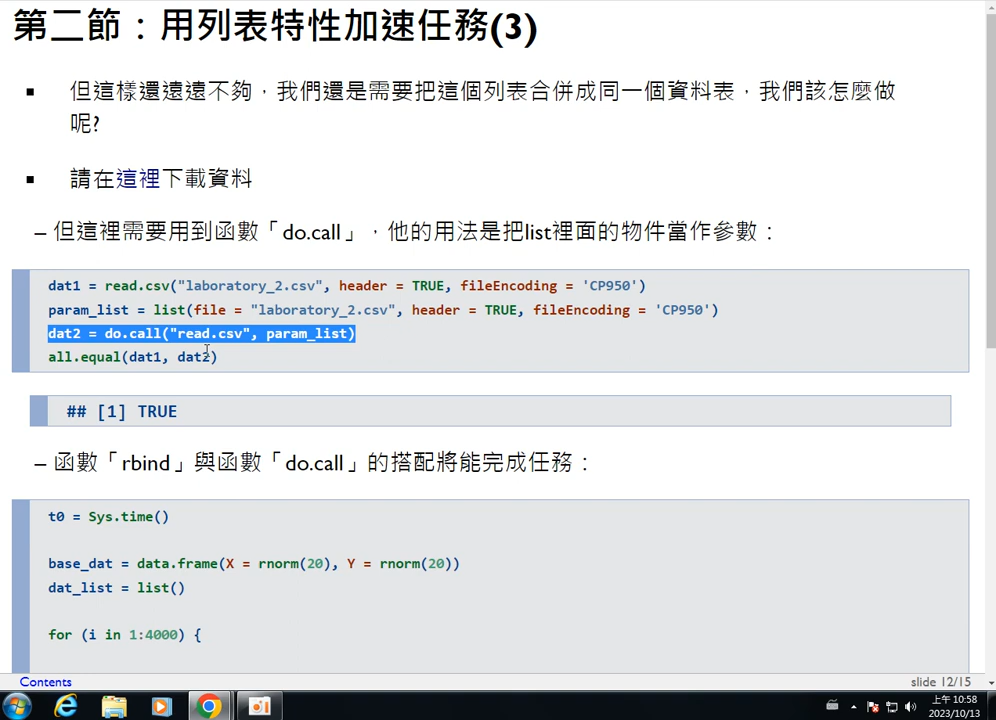 第二節：用列表特性加速任務(3)
▪ 但這樣還遠遠不夠，我們還是需要把這個列表合併成同一個資料表，我們該怎麼做
呢?
▪ 請在這裡下載資料
– 但這裡需要用到函數「do.call」，他的用法是把list裡面的物件當作參數：
dat1 = read.csv("laboratory_2.csv", header = TRUE, fileEncoding = 'CP950')
param_list = list(file = "laboratory_2.csv", header = TRUE, fileEncoding = 'CP950')
dat2 = do.call("read.csv", param_list)
all.equal(dat1, dat2)
## [1] TRUE
– 函數「rbind」與函數「do.call」的搭配將能完成任務：
t0 = Sys.time()
base_dat = data.frame(X = rnorm(20), Y = rnorm(20))
dat_list = list()
for (i in 1:4000) {
Contents
slide 12/15
上午 10:58
2023/10/13